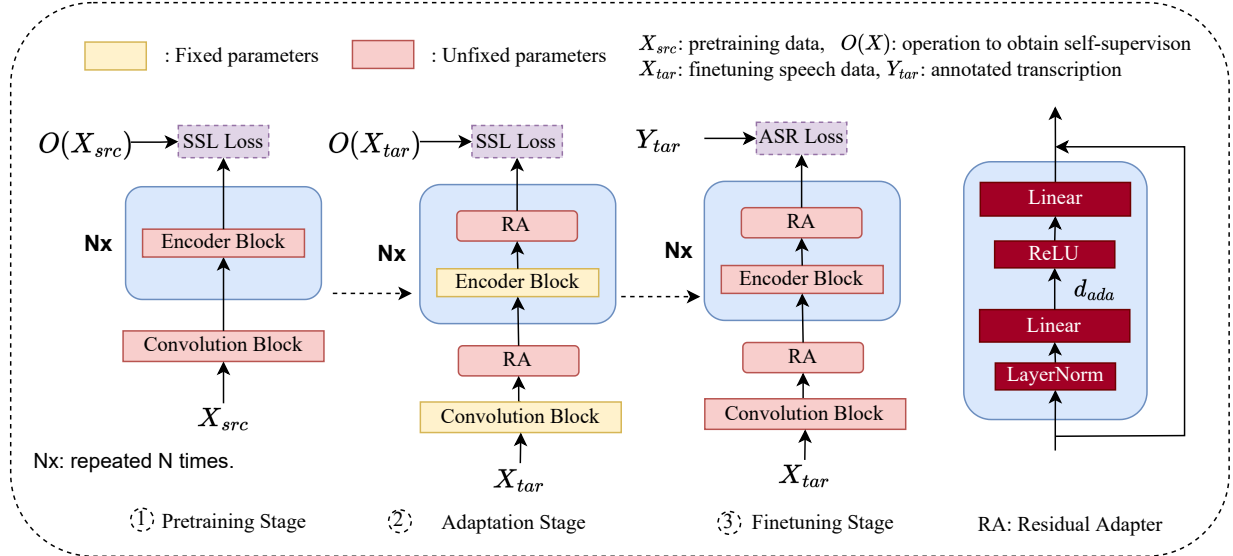 : Fixed parameters
: Unfixed parameters
X_src: pretraining data, O(X): operation to obtain self-supervison
X_tar: finetuning speech data, Y_tar: annotated transcription
O(X_src)
SSL Loss
Nx
Encoder Block
Convolution Block
X_src
Nx: repeated N times.
1 Pretraining Stage
O(X_tar)
SSL Loss
RA
Nx
Encoder Block
RA
Convolution Block
X_tar
2 Adaptation Stage
Y_tar
ASR Loss
RA
Nx
Encoder Block
RA
Convolution Block
X_tar
3 Finetuning Stage
Linear
ReLU
d_ada
Linear
LayerNorm
RA: Residual Adapter